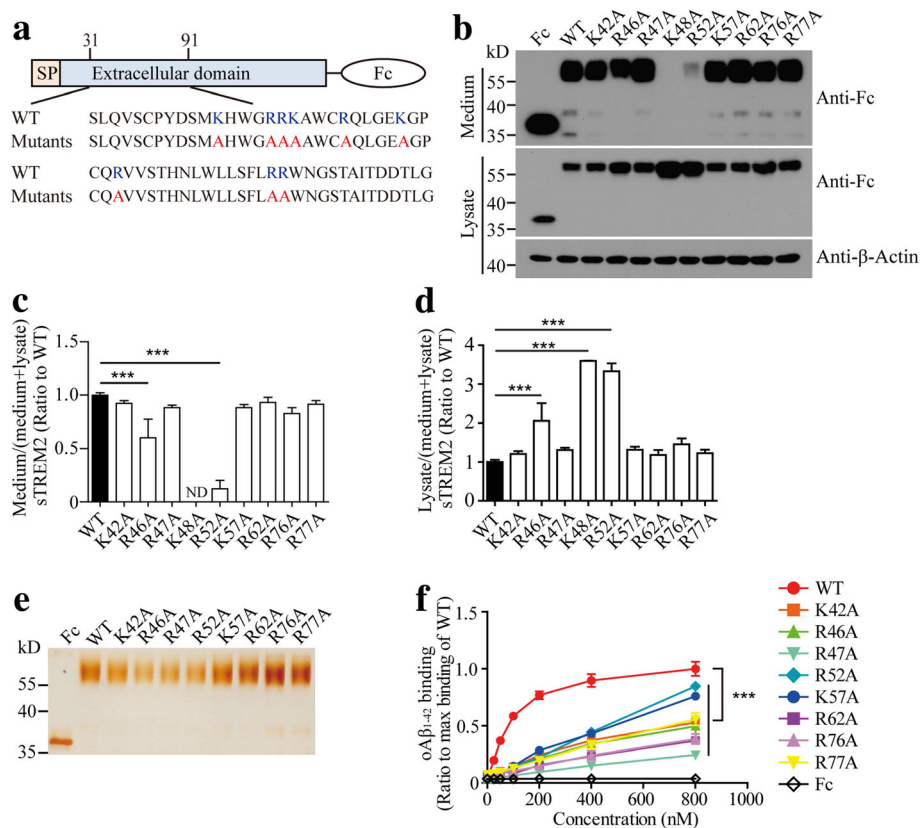 a
31 91
SP Extracellular domain Fc
WT SLQVSCPYDSMKHWGRRKAWCRQLGEKGP
Mutants SLQVSCPYDSMAHWGAAAAWCAQLGEAGP
WT CQRVVSTHNLWLLSFLRRWNGSTAITDDTLG
Mutants CQAVVSTHNLWLLSFLAAWNGSTAITDDTLG
b
Fc WT K42A R46A R47A K48A R52A K57A R62A R76A R77A
kD
Medium
55
40
35
Anti-Fc
Lysate
55
40
35
Anti-Fc
40
Anti-β-Actin
c
Medium/(medium+lysate)
sTREM2 (Ratio to WT)
1.5
1.0
0.5
0
***
***
ND
WT K42A R46A R47A K48A R52A K57A R62A R76A R77A
d
Lysate/(medium+lysate)
sTREM2 (Ratio to WT)
4
3
2
1
0
***
***
***
WT K42A R46A R47A K48A R52A K57A R62A R76A R77A
e
Fc WT K42A R46A R47A R52A K57A R62A R76A R77A
kD
55
40
35
f
oAβ1-42 binding
(Ratio to max binding of WT)
1.5
1.0
0.5
0
0 200 400 600 800 1000
Concentration (nM)
***
WT
K42A
R46A
R47A
R52A
K57A
R62A
R76A
R77A
Fc